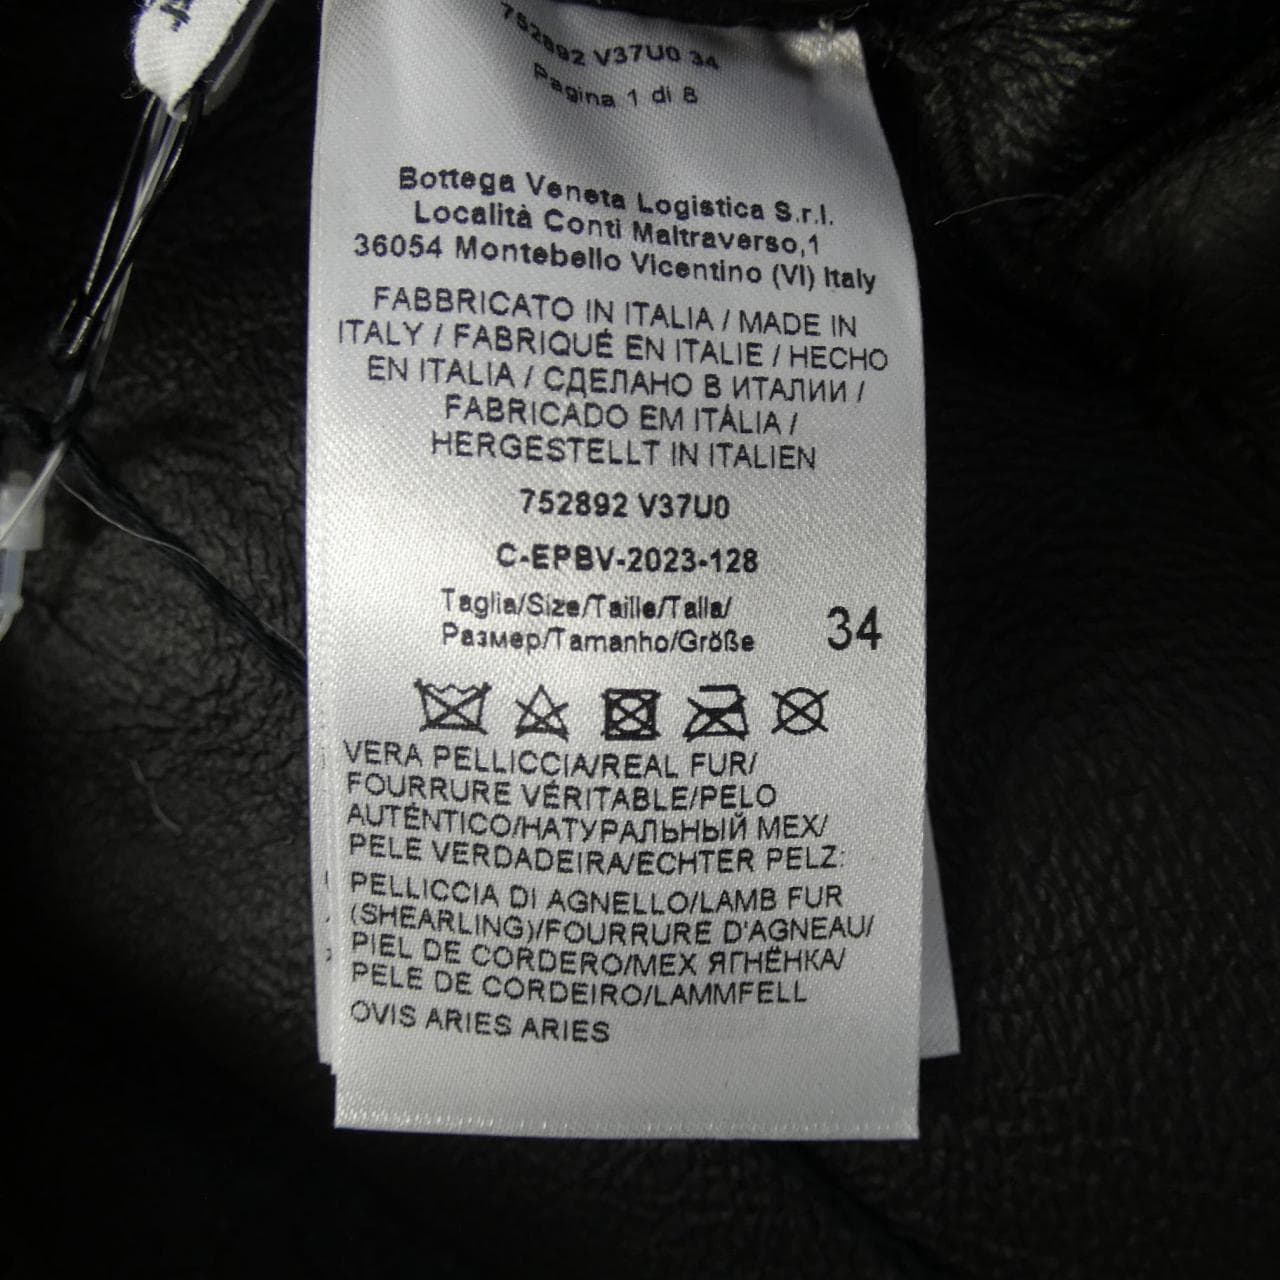 752892 V37U0 34
Pagina 1 di 8
Bottega Veneta Logistica S.r.l.
Località Conti Maltraverso,1
36054 Montebello Vicentino (VI) Italy
FABBRICATO IN ITALIA / MADE IN
ITALY / FABRIQUÉ EN ITALIE / HECHO
EN ITALIA / СДЕЛАНО В ИТАЛИИ /
FABRICADO EM ITÁLIA /
HERGESTELLT IN ITALIEN
752892 V37U0
C-EPBV-2023-128
Taglia/Size/Taille/Talla/
Размер/Tamanho/Größe
34
VERA PELLICCIA/REAL FUR/
FOURRURE VÉRITABLE/PELO
AUTÉNTICO/НАТУРАЛЬНЫЙ МЕХ/
PELE VERDADEIRA/ECHTER PELZ:
PELLICCIA DI AGNELLO/LAMB FUR
(SHEARLING)/FOURRURE D'AGNEAU/
PIEL DE CORDERO/МЕХ ЯГНЁНКА/
PELE DE CORDEIRO/LAMMFELL
OVIS ARIES ARIES